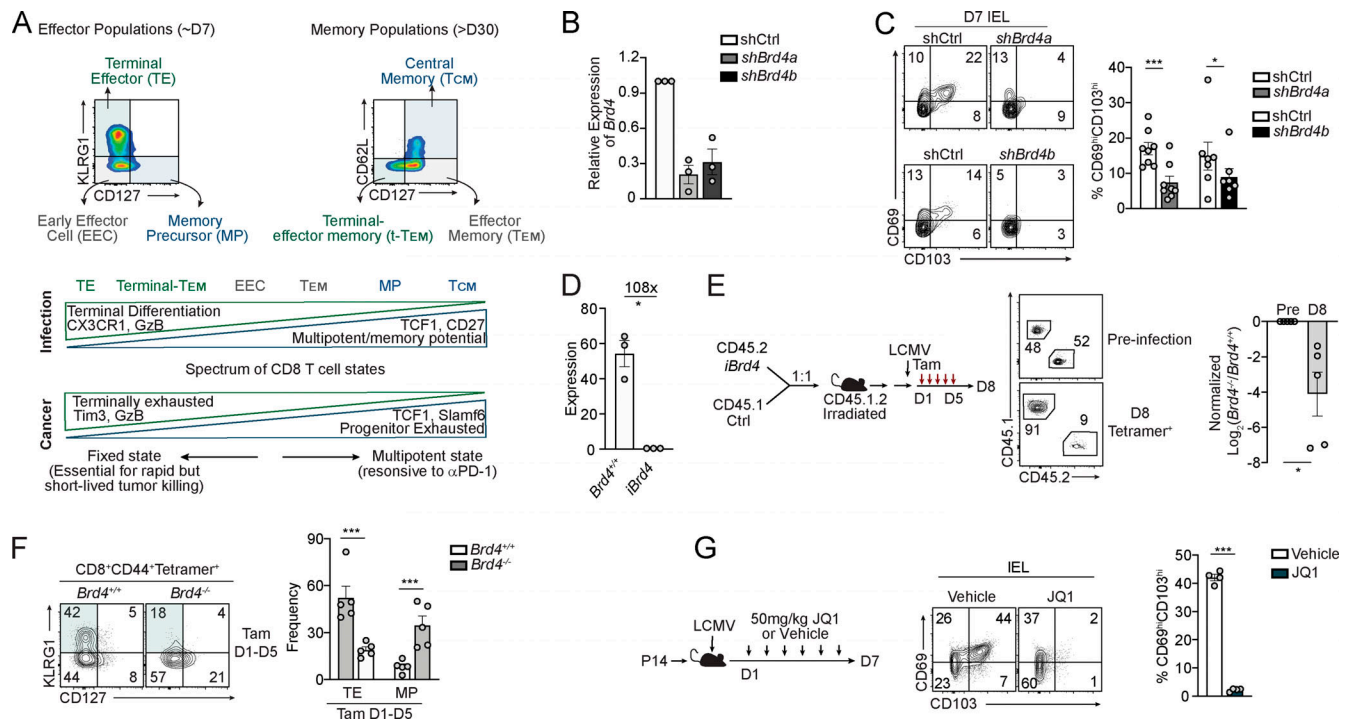 A
Effector Populations (~D7)
Memory Populations (>D30)
Terminal
Effector (TE)
Central
Memory (TCM)
KLRG1
CD127
CD62L
CD127
Early Effector
Cell (EEC)
Memory
Precursor (MP)
Terminal-
effector memory (t-TEM)
Effector
Memory (TEM)
TE
Terminal-TEM
EEC
TEM
MP
TCM
Infection
Terminal Differentiation
CX3CR1, GzB
TCF1, CD27
Multipotent/memory potential
Spectrum of CD8 T cell states
Cancer
Terminally exhausted
Tim3, GzB
TCF1, Slamf6
Progenitor Exhausted
Fixed state
(Essential for rapid but
short-lived tumor killing)
Multipotent state
(resonsive to αPD-1)
B
shCtrl
shBrd4a
shBrd4b
Relative Expression
of Brd4
1.2
0.9
0.6
0.3
0.0
C
D7 IEL
shCtrl
shBrd4a
10
22
13
4
8
9
shCtrl
shBrd4b
13
14
5
3
6
3
CD69
CD103
% CD69hiCD103hi
50
40
30
20
10
0
***
*
shCtrl
shBrd4a
shCtrl
shBrd4b
D
108x
*
Expression
80
60
40
20
0
Brd4+/+
iBrd4
E
CD45.2
iBrd4
CD45.1
Ctrl
1:1
CD45.1.2
Irradiated
LCMV
Tam
D1
D5
D8
48
52
Pre-infection
91
9
D8
Tetramer+
CD45.1
CD45.2
Pre
D8
Normalized
Log2(Brd4-/-/Brd4+/+)
0
-2
-4
-6
-8
*
F
CD8+CD44+Tetramer+
Brd4+/+
Brd4-/-
42
5
18
4
44
8
57
21
KLRG1
CD127
Tam
D1-D5
Frequency
90
60
30
0
***
***
TE
MP
Tam D1-D5
Brd4+/+
Brd4-/-
G
P14
LCMV
50mg/kg JQ1
or Vehicle
D1
D7
IEL
Vehicle
JQ1
26
44
37
2
23
7
60
1
CD69
CD103
% CD69hiCD103hi
50
40
30
20
10
0
***
Vehicle
JQ1